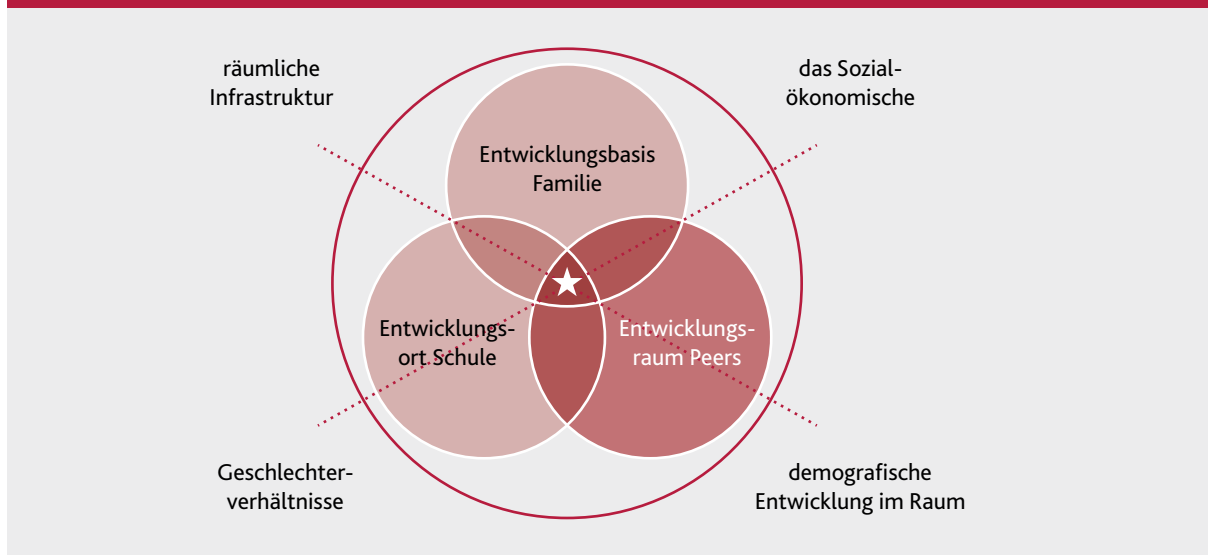 räumliche
Infrastruktur
das Sozial-
ökonomische
Entwicklungsbasis
Familie
Entwicklungs-
ort Schule
Entwicklungs-
raum Peers
Geschlechter-
verhältnisse
demografische
Entwicklung im Raum